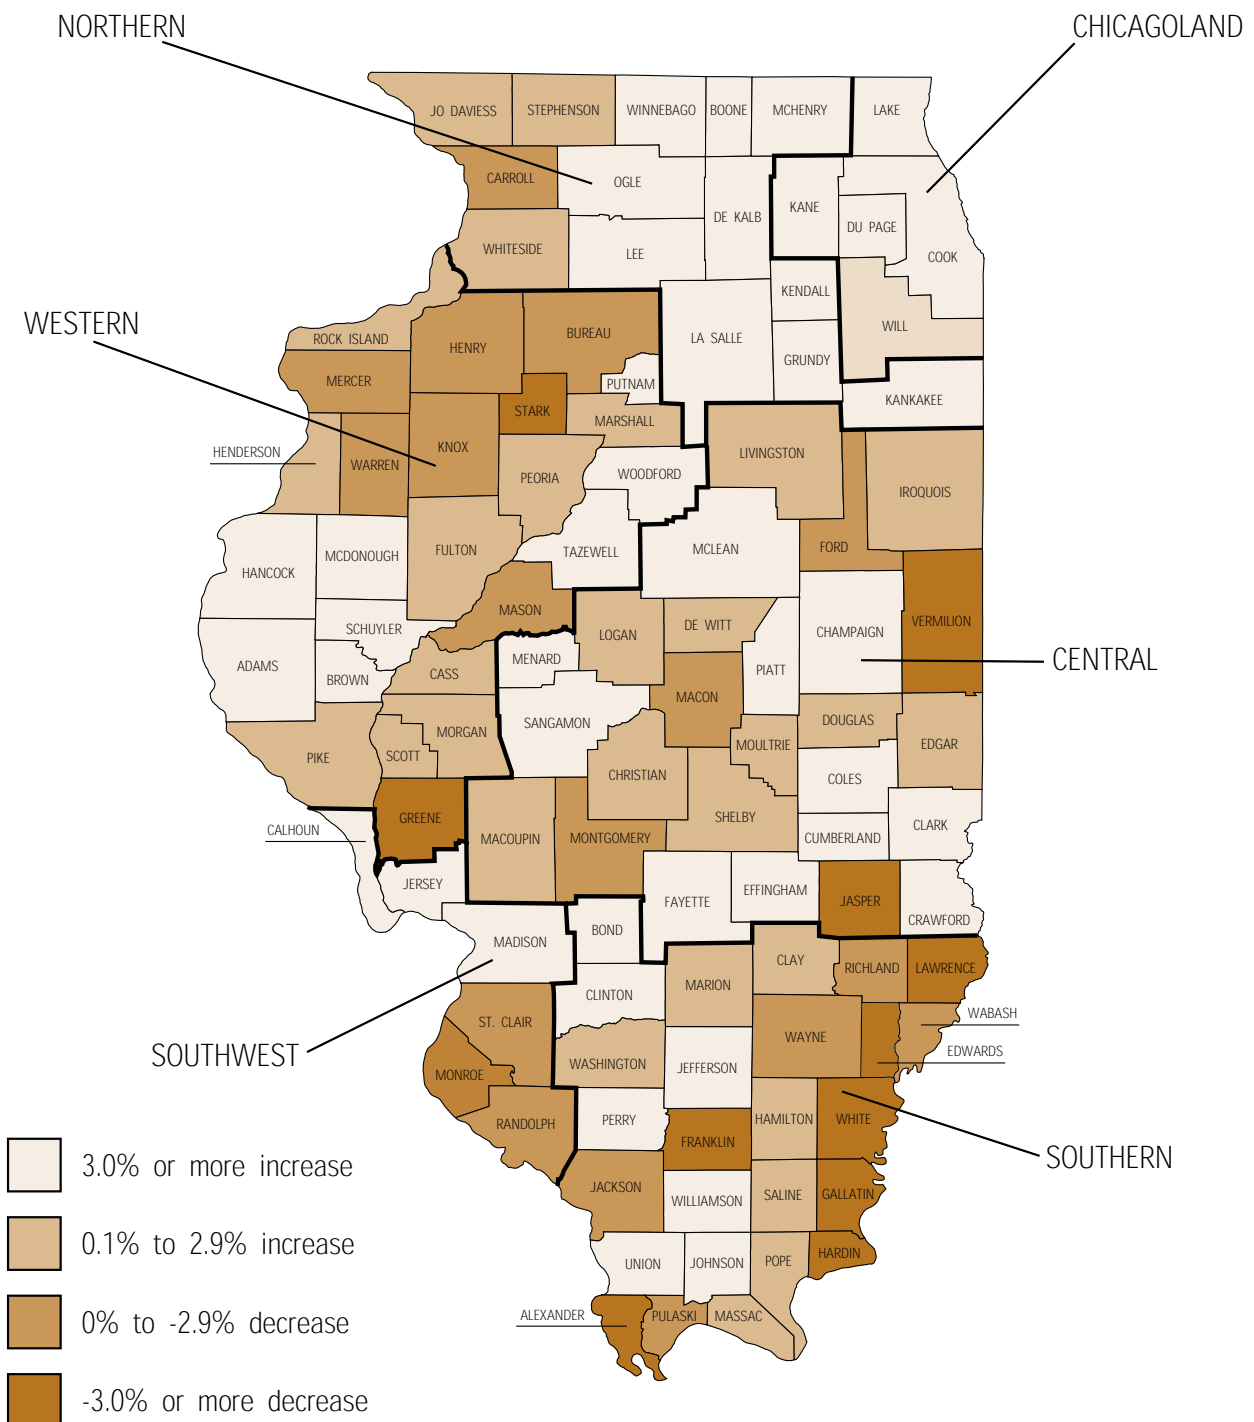 NORTHERN
CHICAGOLAND
JO DAVIESS
STEPHENSON
WINNEBAGO
BOONE
MCHENRY
LAKE
CARROLL
OGLE
DE KALB
KANE
DU PAGE
COOK
WHITESIDE
LEE
KENDALL
WESTERN
ROCK ISLAND
HENRY
BUREAU
LA SALLE
GRUNDY
WILL
MERCER
PUTNAM
KANKAKEE
STARK
MARSHALL
HENDERSON
WARREN
KNOX
PEORIA
WOODFORD
LIVINGSTON
IROQUOIS
HANCOCK
MCDONOUGH
FULTON
TAZEWELL
MCLEAN
FORD
MASON
SCHUYLER
LOGAN
DE WITT
CHAMPAIGN
VERMILION
ADAMS
BROWN
CASS
MENARD
PIATT
CENTRAL
MACON
SANGAMON
DOUGLAS
PIKE
SCOTT
MORGAN
MOULTRIE
EDGAR
CHRISTIAN
COLES
GREENE
CALHOUN
MACOUPIN
MONTGOMERY
SHELBY
CUMBERLAND
CLARK
JERSEY
FAYETTE
EFFINGHAM
JASPER
CRAWFORD
MADISON
BOND
CLAY
RICHLAND
LAWRENCE
CLINTON
MARION
WABASH
ST. CLAIR
WAYNE
EDWARDS
SOUTHWEST
WASHINGTON
JEFFERSON
MONROE
RANDOLPH
PERRY
FRANKLIN
HAMILTON
WHITE
SOUTHERN
3.0% or more increase
JACKSON
WILLIAMSON
SALINE
GALLATIN
0.1% to 2.9% increase
UNION
JOHNSON
POPE
HARDIN
ALEXANDER
PULASKI
MASSAC
0% to -2.9% decrease
-3.0% or more decrease